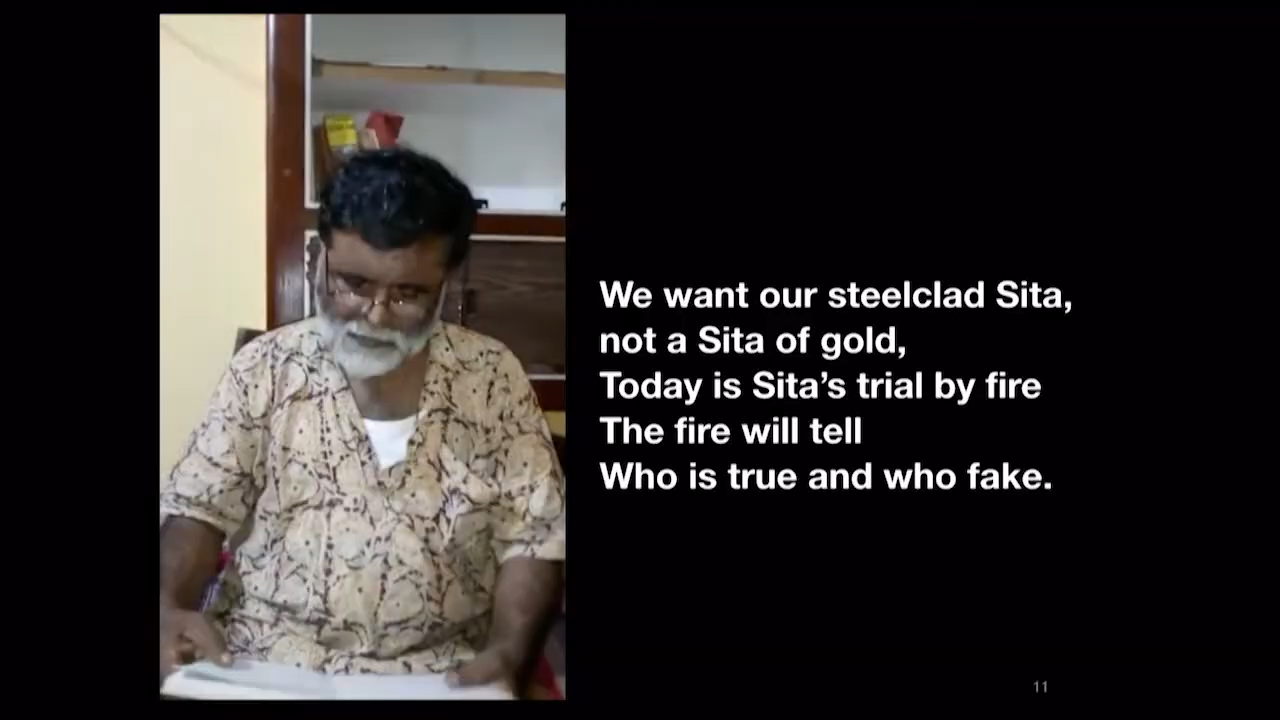 We want our steelclad Sita,
not a Sita of gold,
Today is Sita’s trial by fire
The fire will tell
Who is true and who fake.
11